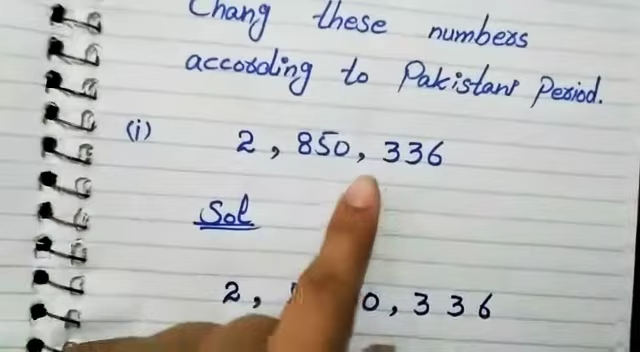 Chang these numbers
according to Pakistani Period.
(i) 2 , 850 , 336
Sol
2 , 0 , 3 3 6